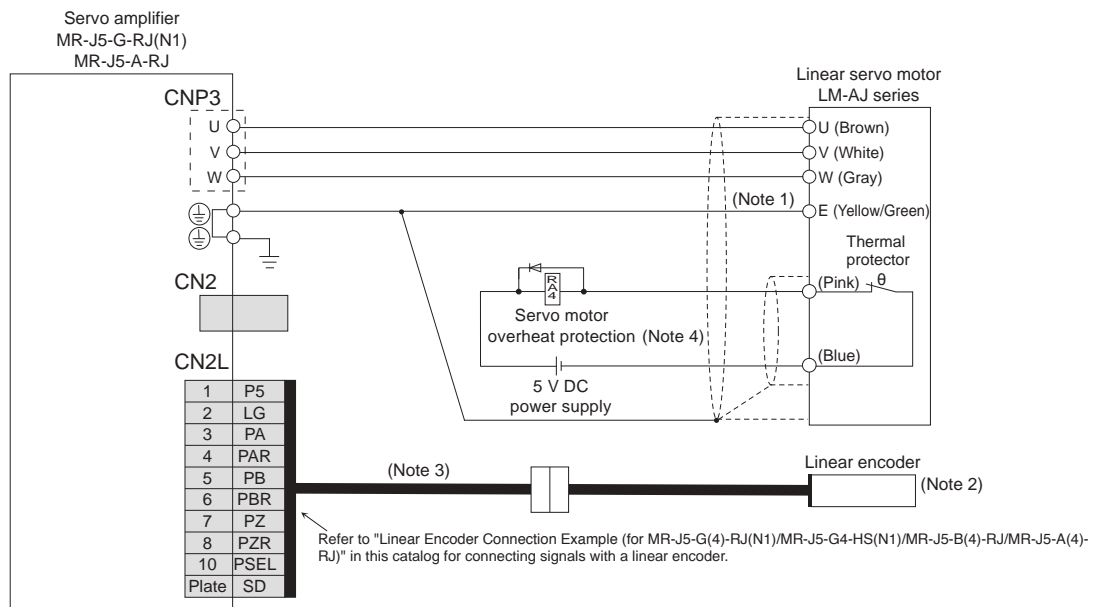 Servo amplifier
MR-J5-G-RJ(N1)
MR-J5-A-RJ
Linear servo motor
LM-AJ series
CNP3
U
V
W
U (Brown)
V (White)
W (Gray)
(Note 1)
E (Yellow/Green)
Thermal
protector
θ
(Pink)
RA4
Servo motor
overheat protection (Note 4)
(Blue)
5 V DC
power supply
CN2
CN2L
1 P5
2 LG
3 PA
4 PAR
5 PB
6 PBR
7 PZ
8 PZR
10 PSEL
Plate SD
(Note 3)
Linear encoder
(Note 2)
Refer to "Linear Encoder Connection Example (for MR-J5-G(4)-RJ(N1)/MR-J5-G4-HS(N1)/MR-J5-B(4)-RJ/MR-J5-A(4)-
RJ)" in this catalog for connecting signals with a linear encoder.